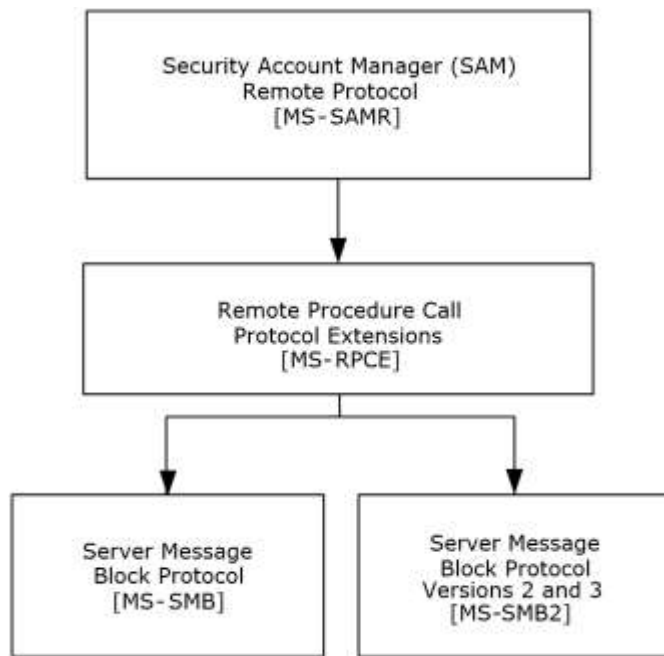 Security Account Manager (SAM)
Remote Protocol
[MS-SAMR]
Remote Procedure Call
Protocol Extensions
[MS-RPCE]
Server Message
Block Protocol
[MS-SMB]
Server Message
Block Protocol
Versions 2 and 3
[MS-SMB2]